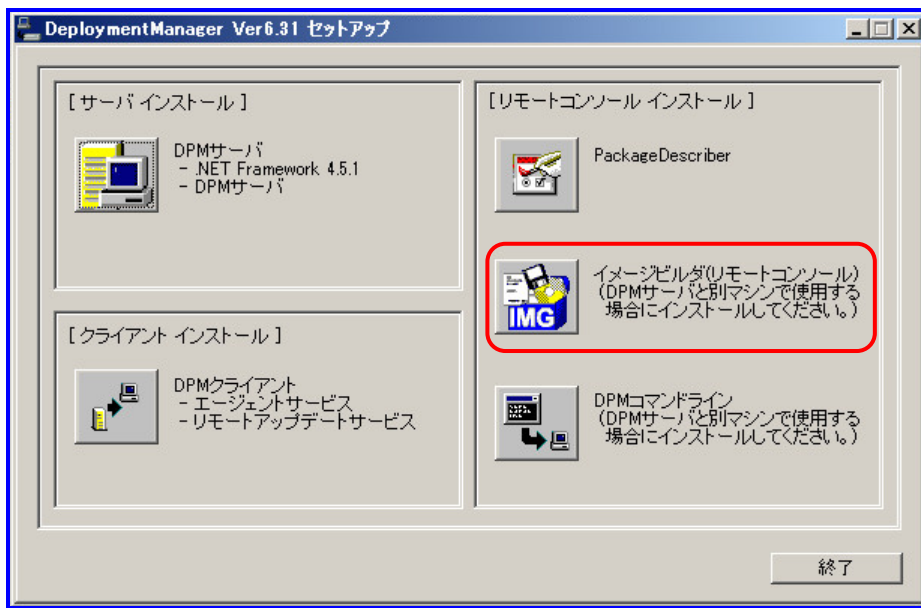 DeploymentManager Ver6.31 セットアップ
[サーバ インストール]
DPMサーバ
- .NET Framework 4.5.1
- DPMサーバ
[クライアント インストール]
DPMクライアント
- エージェントサービス
- リモートアップデートサービス
[リモートコンソール インストール]
PackageDescriber
IMG
イメージビルダ(リモートコンソール)
(DPMサーバと別マシンで使用する
場合にインストールしてください。)
DPMコマンドライン
(DPMサーバと別マシンで使用する
場合にインストールしてください。)
終了